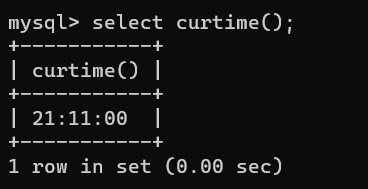 mysql> select curtime();
+-----------+
| curtime() |
+-----------+
| 21:11:00  |
+-----------+
1 row in set (0.00 sec)